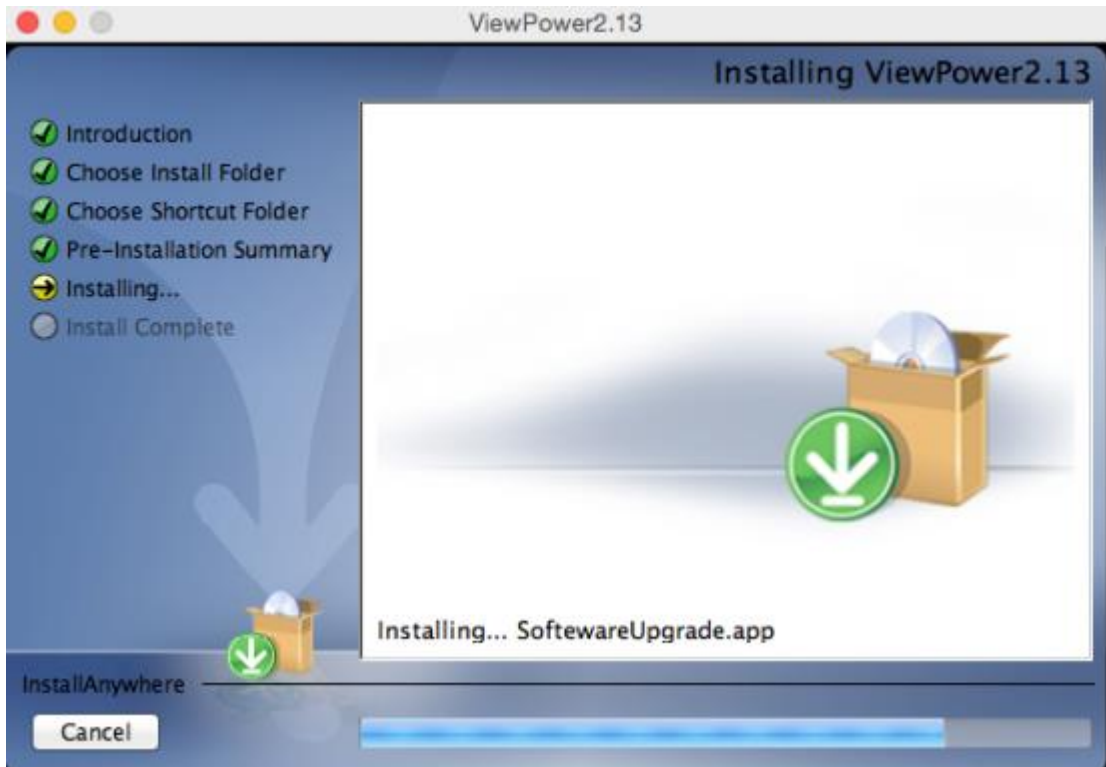 ViewPower2.13
Installing ViewPower2.13
Introduction
Choose Install Folder
Choose Shortcut Folder
Pre-Installation Summary
Installing...
Install Complete
Installing... SoftewareUpgrade.app
InstallAnywhere
Cancel